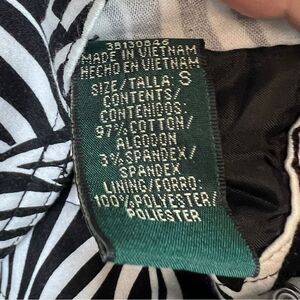 38130846
MADE IN VIETNAM
HECHO EN VIETNAM
SIZE/TALLA: S
CONTENTS/
CONTENIDOS:
97% COTTON/
ALGODON
3% SPANDEX/
SPANDEX
LINING/FORRO:
100% POLYESTER/
POLIESTER